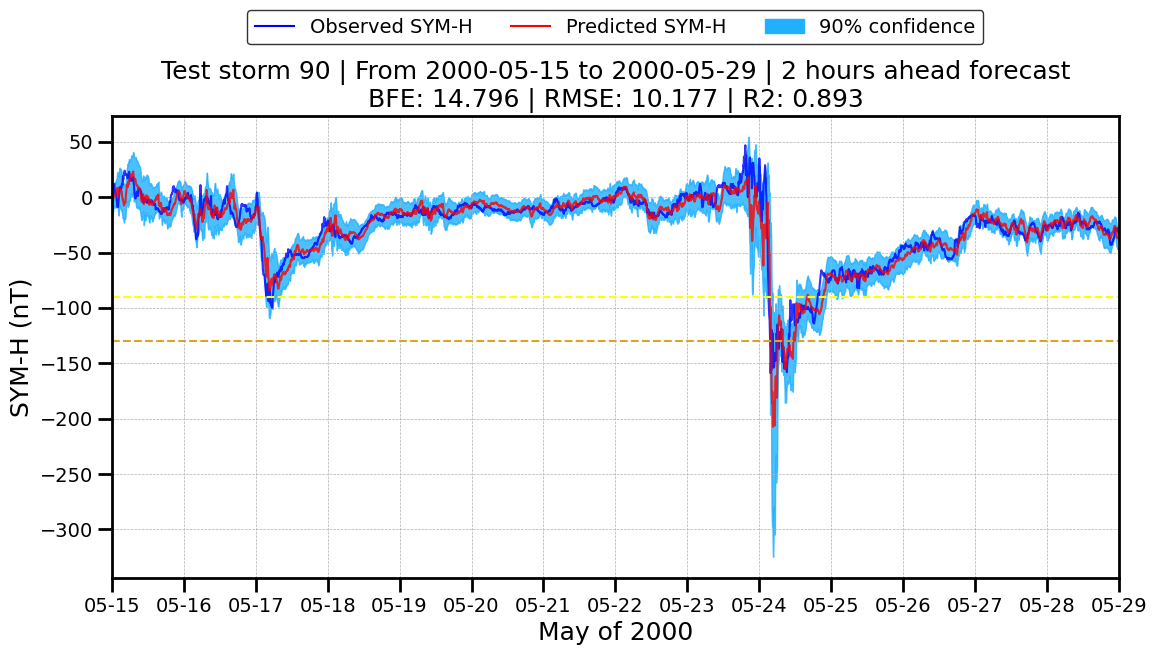 Observed SYM-H Predicted SYM-H 90% confidence
Test storm 90 | From 2000-05-15 to 2000-05-29 | 2 hours ahead forecast
BFE: 14.796 | RMSE: 10.177 | R2: 0.893
SYM-H (nT)
50
0
−50
−100
−150
−200
−250
−300
05-15 05-16 05-17 05-18 05-19 05-20 05-21 05-22 05-23 05-24 05-25 05-26 05-27 05-28 05-29
May of 2000